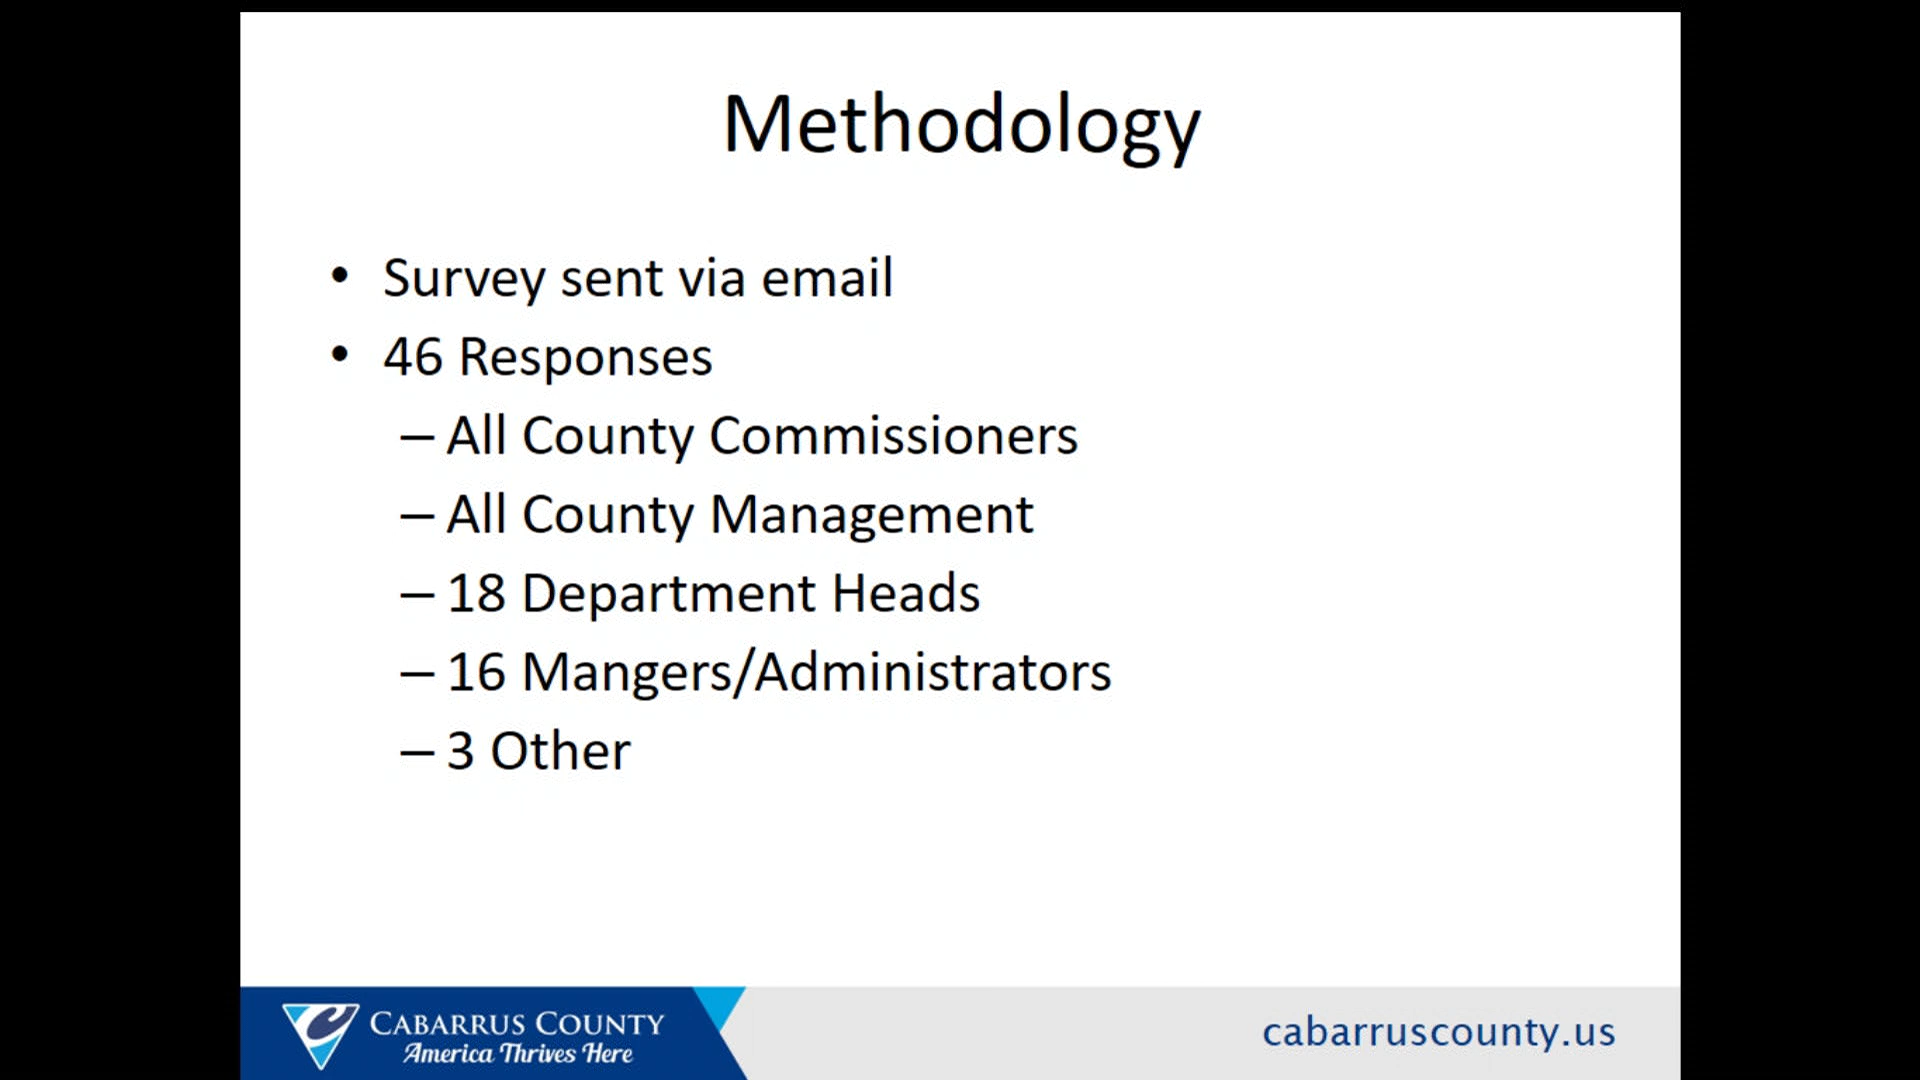 Methodology
• Survey sent via email
• 46 Responses
– All County Commissioners
– All County Management
– 18 Department Heads
– 16 Mangers/Administrators
– 3 Other
CABARRUS COUNTY
America Thrives Here
cabarruscounty.us